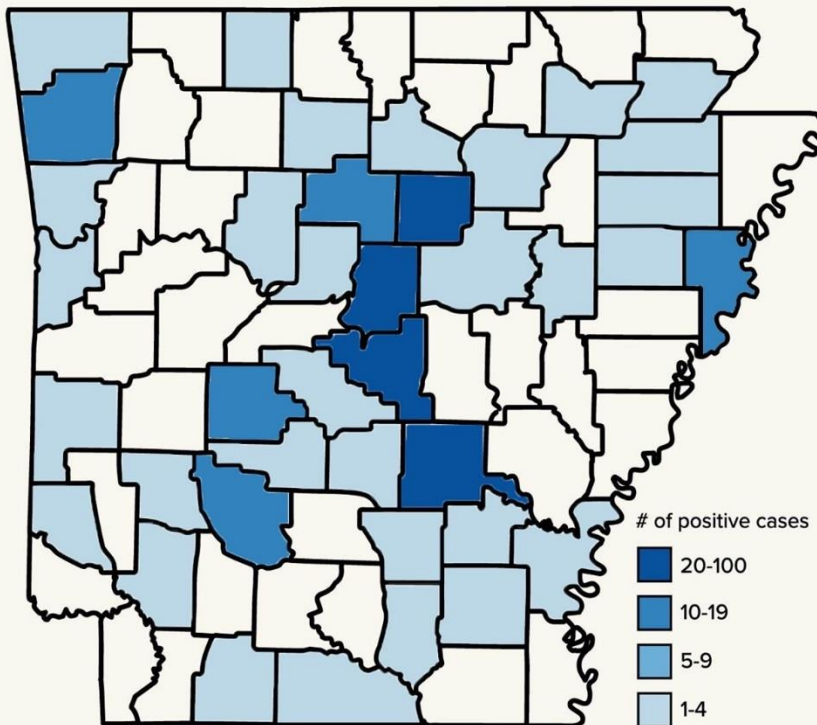 # of positive cases
20-100
10-19
5-9
1-4